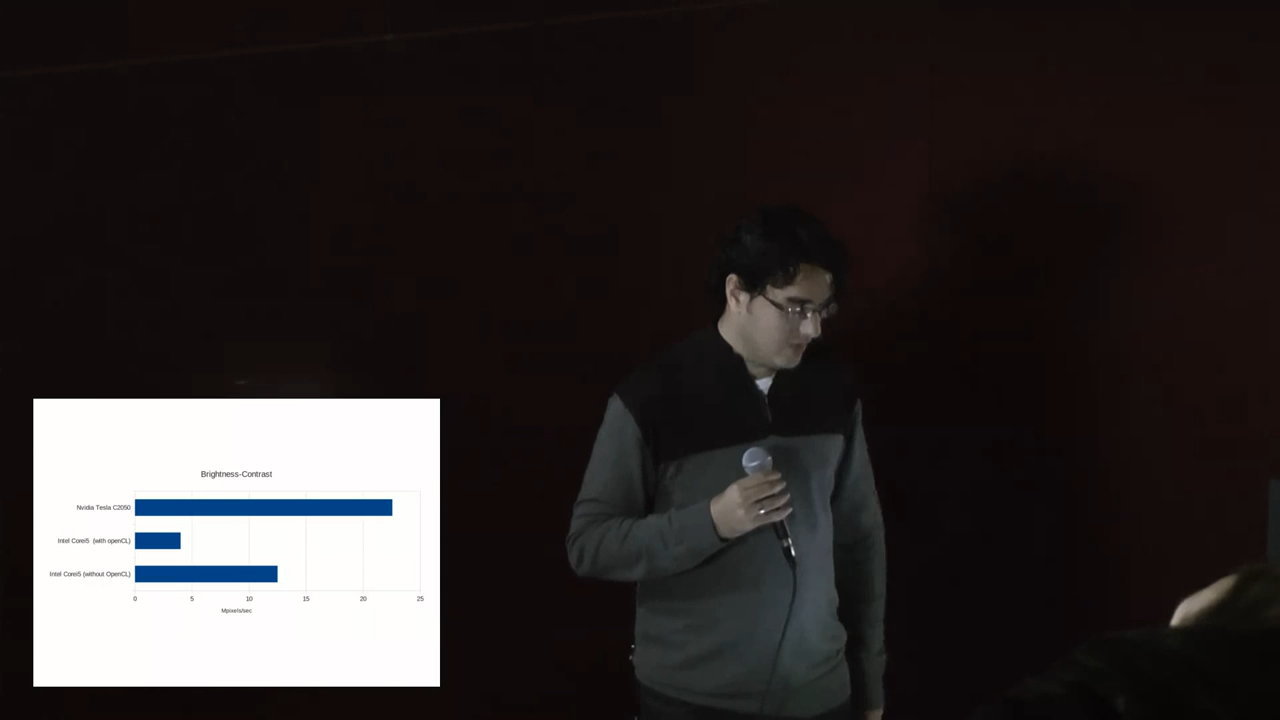 Brightness-Contrast
Nvidia Tesla C2050
Intel Corei5 (with openCL)
Intel Corei5 (without OpenCL)
0 5 10 15 20 25
Mpixels/sec